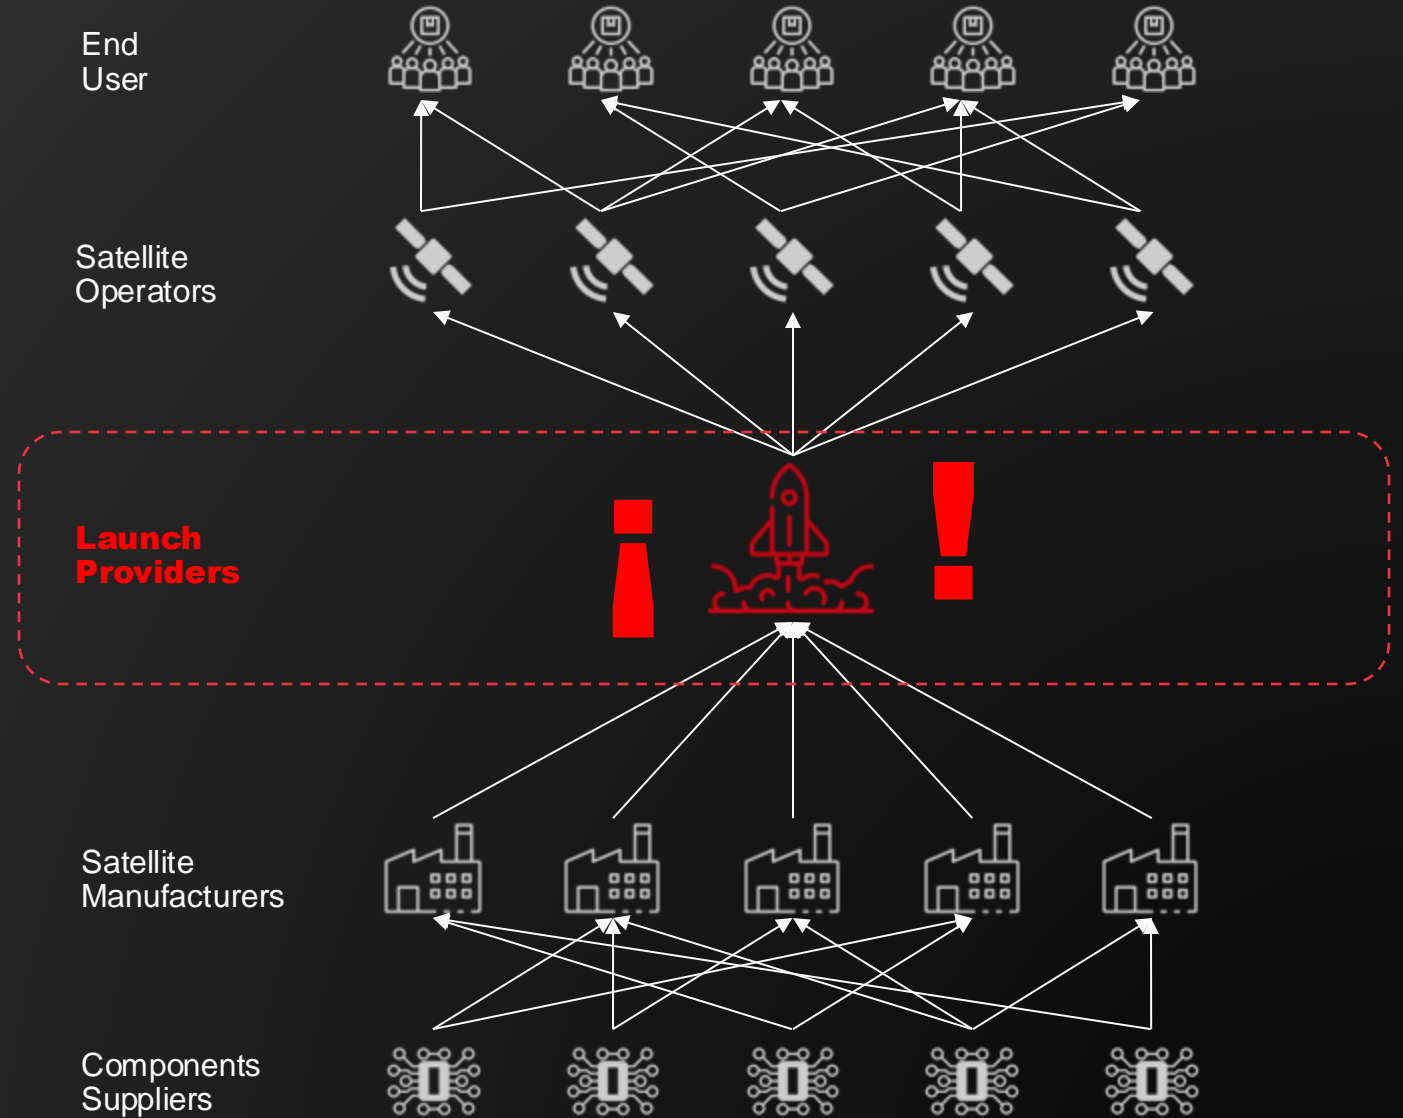 End
User
Satellite
Operators
¡
!
Launch
Providers
Satellite
Manufacturers
Components
Suppliers